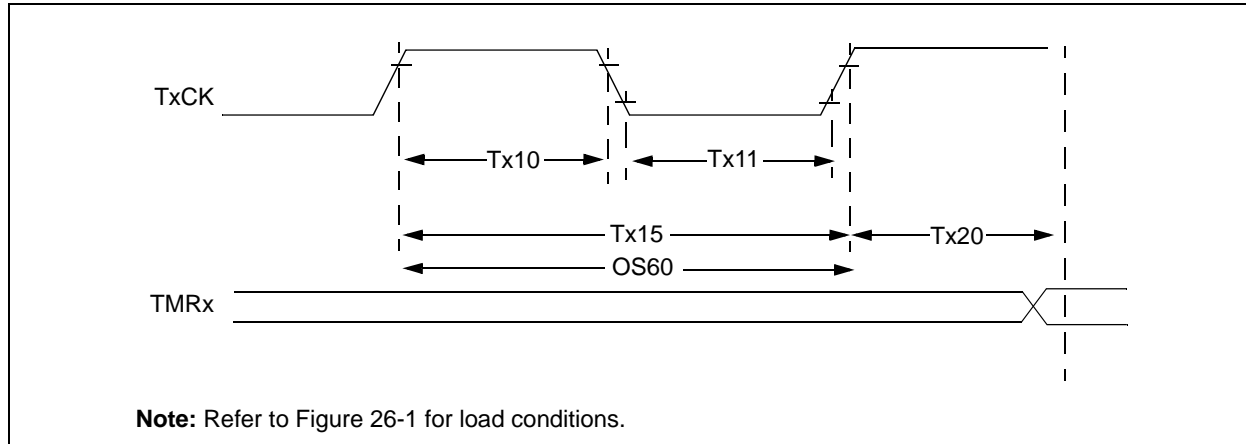 TxCK
Tx10
Tx11
Tx15
Tx20
OS60
TMRx
Note: Refer to Figure 26-1 for load conditions.